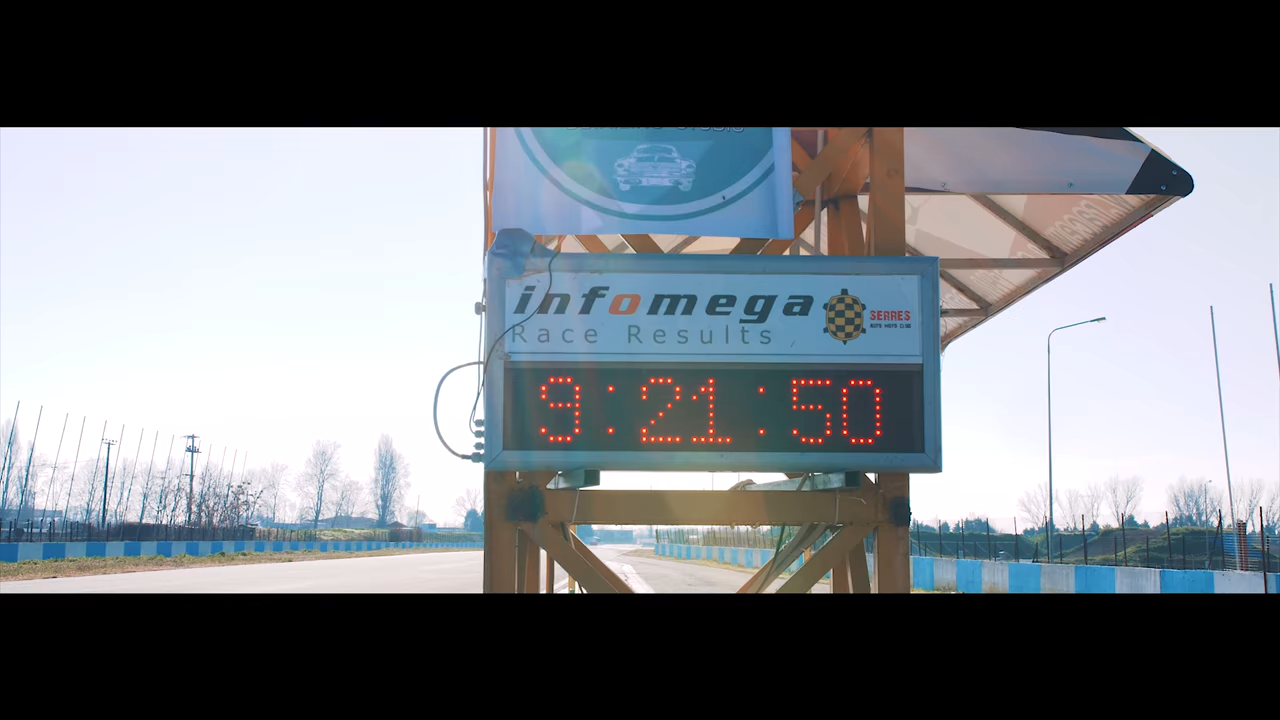 infomega
Race Results
SERRES
AUTO MOTO CLUB
9:21:50